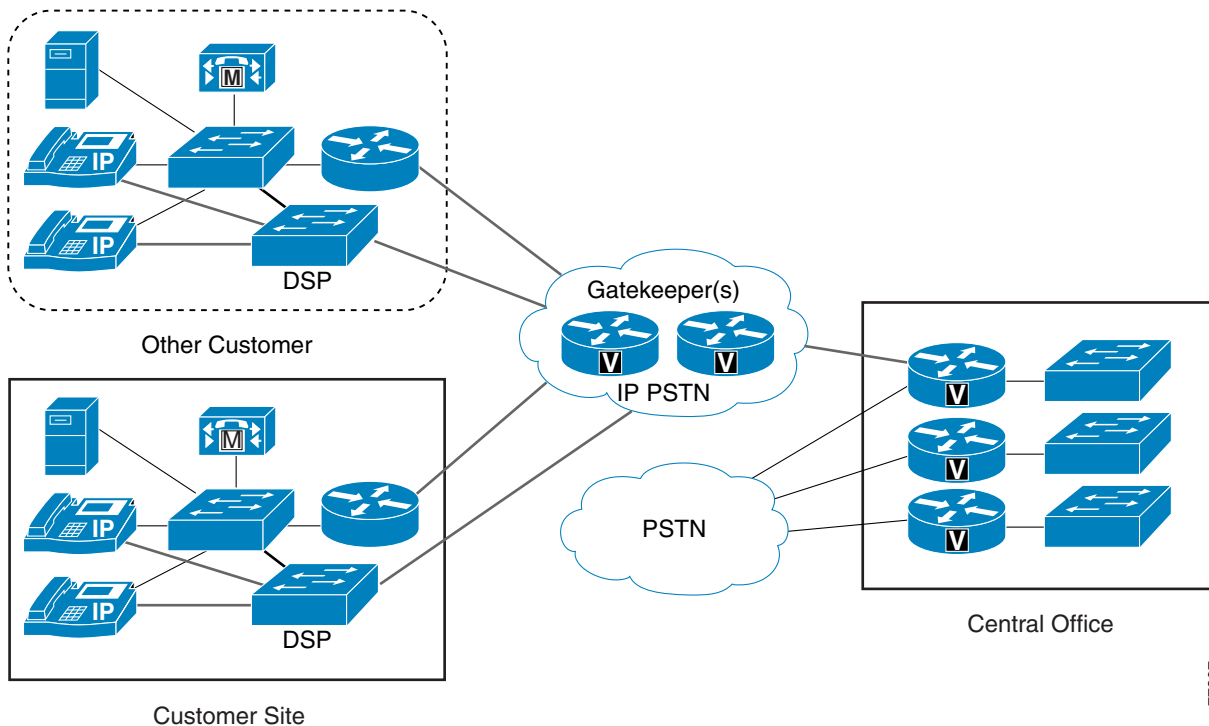 M
IP
IP
DSP
Other Customer
Gatekeeper(s)
V V
IP PSTN
M
IP
IP
DSP
Customer Site
PSTN
V
V
V
Central Office